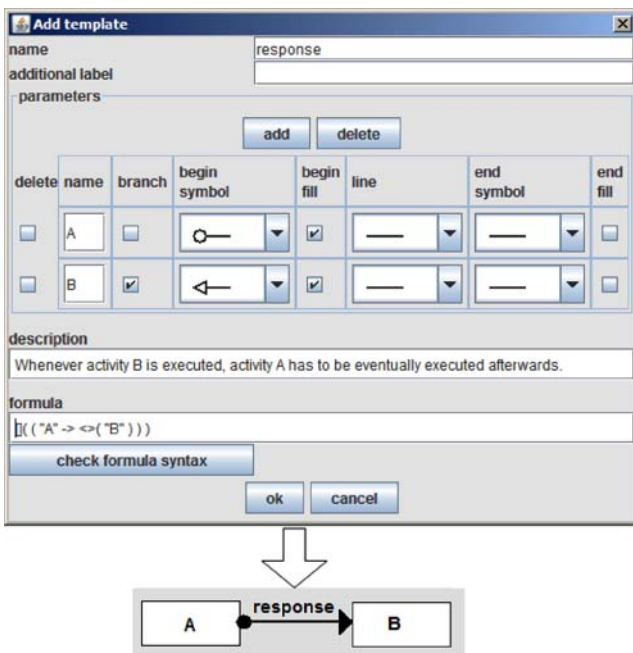 Add template
name response
additional label
parameters
add delete
delete name branch begin symbol begin fill line end symbol end fill
A
B
description
Whenever activity B is executed, activity A has to be eventually executed afterwards.
formula
[]( ( "A" -> <>( "B" ) ) )
check formula syntax
ok cancel
response
A B